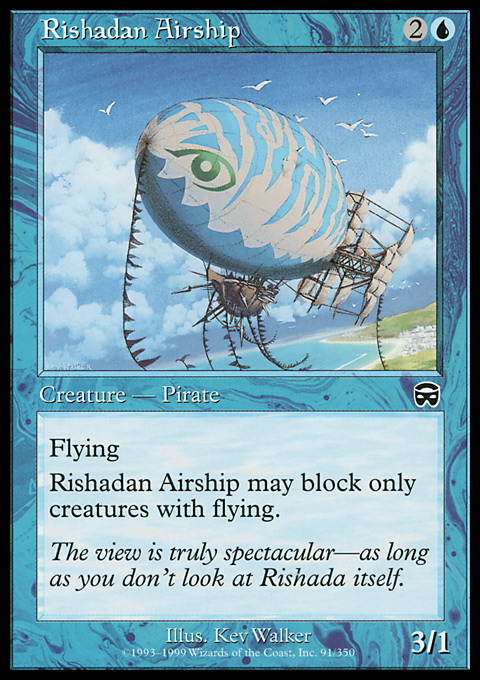 Rishadan Airship 2
Creature — Pirate
Flying
Rishadan Airship may block only
creatures with flying.
The view is truly spectacular—as long
as you don't look at Rishada itself.
Illus. Kev Walker
©1993-1999 Wizards of the Coast, Inc. 91/350
3/1